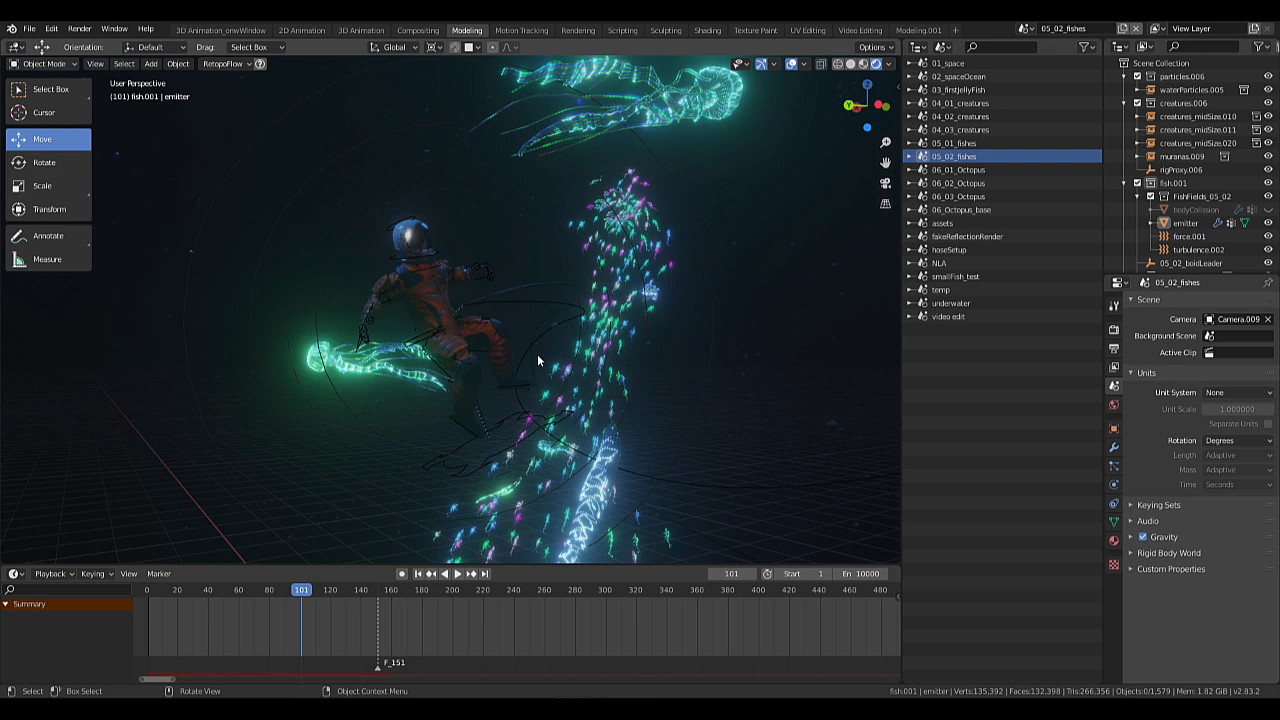 File Edit Render Window Help 3D Animation_onwWindow 2D Animation 3D Animation Compositing Modeling Motion Tracking Rendering Scripting Sculpting Shading Texture Paint UV Editing Video Editing Modeling.001 + 05_02_fishes View Layer
Orientation: Default Drag: Select Box Global Options
Object Mode View Select Add Object RetopoFlow
User Perspective
(101) fish.001 | emitter
Select Box
Cursor
Move
Rotate
Scale
Transform
Annotate
Measure
Y
Z
01_space
02_spaceOcean
03_firstJellyFish
04_01_creatures
04_02_creatures
04_03_creatures
05_01_fishes
05_02_fishes
06_01_Octopus
06_02_Octopus
06_03_Octopus
06_Octopus_base
assets
fakeReflectionRender
hoseSetup
NLA
smallFish_test
temp
underwater
video edit
Scene Collection
particles.006
waterParticles.005
creatures.006
creatures_midSize.010
creatures_midSize.011
creatures_midSize.020
muranas.009
rigProxy.006
fish.001
FishFields_05_02
bodyCollision
emitter
force.001
turbulence.002
05_02_boidLeader
05_02_fishes
Scene
Camera Camera.009
Background Scene
Active Clip
Units
Unit System None
Unit Scale 1.000000
Separate Units
Rotation Degrees
Length Adaptive
Mass Adaptive
Time Seconds
Keying Sets
Audio
Gravity
Rigid Body World
Custom Properties
Playback Keying View Marker 101 Start 1 En 10000
0 20 40 60 80 101 120 140 160 180 200 220 240 260 280 300 320 340 360 380 400 420 440 460 480
Summary
F_151
Select Box Select Rotate View Object Context Menu fish.001 | emitter | Verts:135,392 | Faces:132,398 | Tris:266,356 | Objects:0/1,579 | Mem: 1.82 GiB | v2.83.2